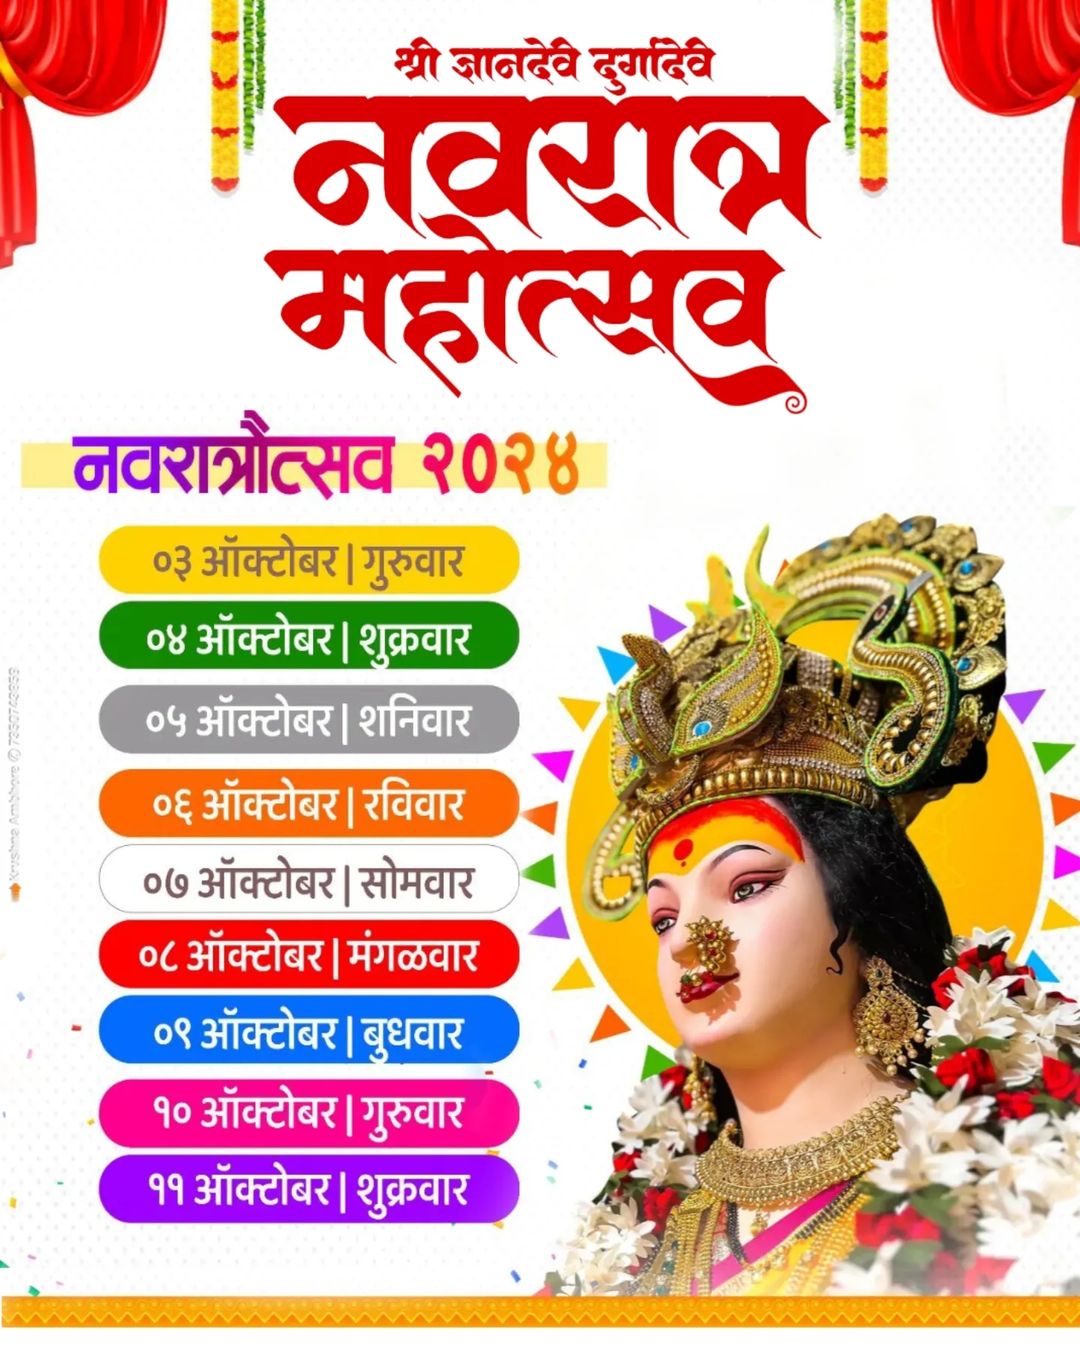 श्री ज्ञानदेवी दुर्गादेवी
नवरात्र
महोत्सव
नवरात्रौत्सव २०२४
०३ ऑक्टोबर | गुरुवार
०४ ऑक्टोबर | शुक्रवार
०५ ऑक्टोबर | शनिवार
०६ ऑक्टोबर | रविवार
०७ ऑक्टोबर | सोमवार
०८ ऑक्टोबर | मंगळवार
०९ ऑक्टोबर | बुधवार
१० ऑक्टोबर | गुरुवार
११ ऑक्टोबर | शुक्रवार
Krushna Ambhore